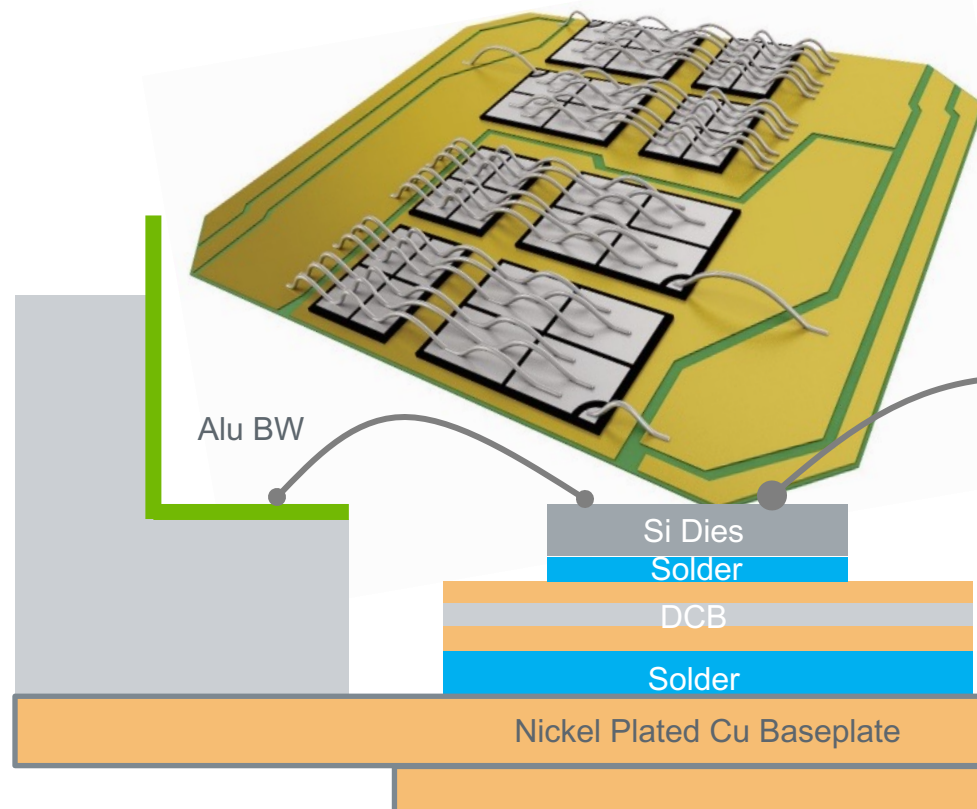 Alu BW
Si Dies
Solder
DCB
Solder
Nickel Plated Cu Baseplate